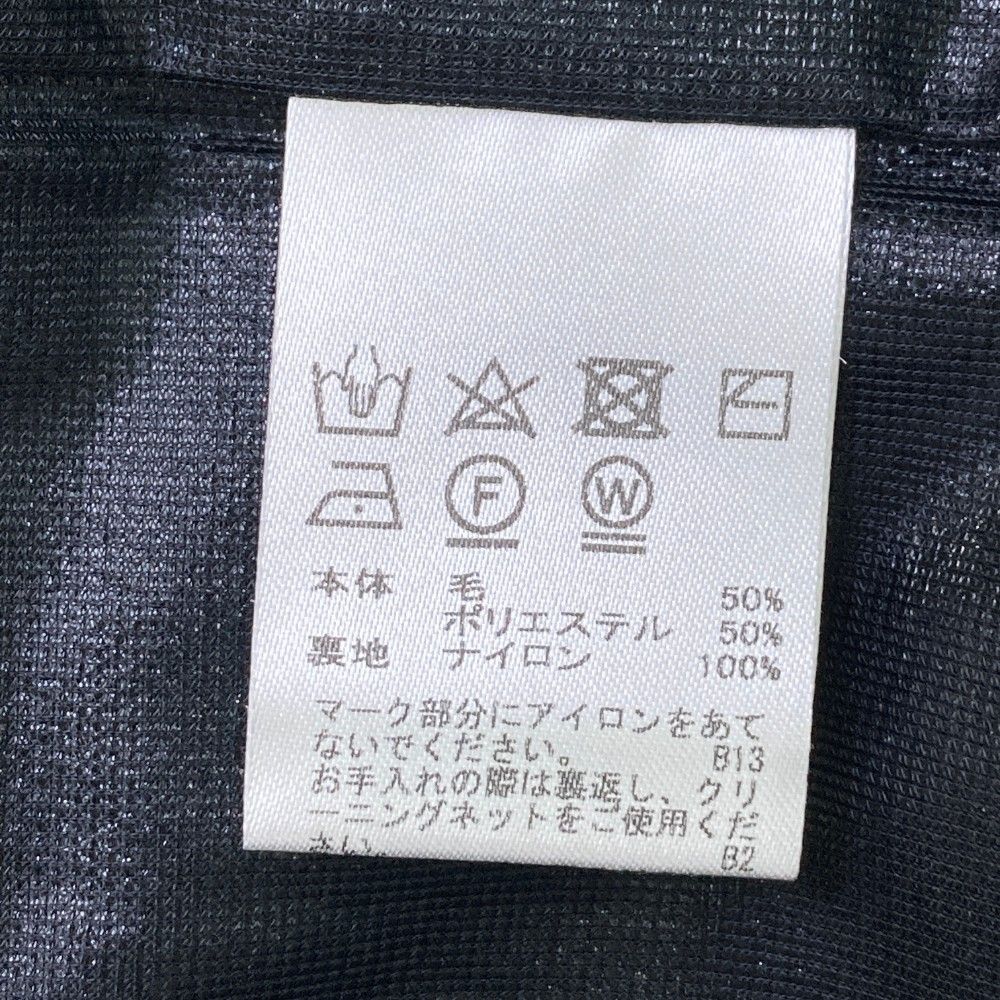 F W
本体 毛 50%
ポリエステル 50%
裏地 ナイロン 100%
マーク部分にアイロンをあて
ないでください。 B13
お手入れの際は裏返し、クリ
ーニングネットをご使用くだ
さい。 B2